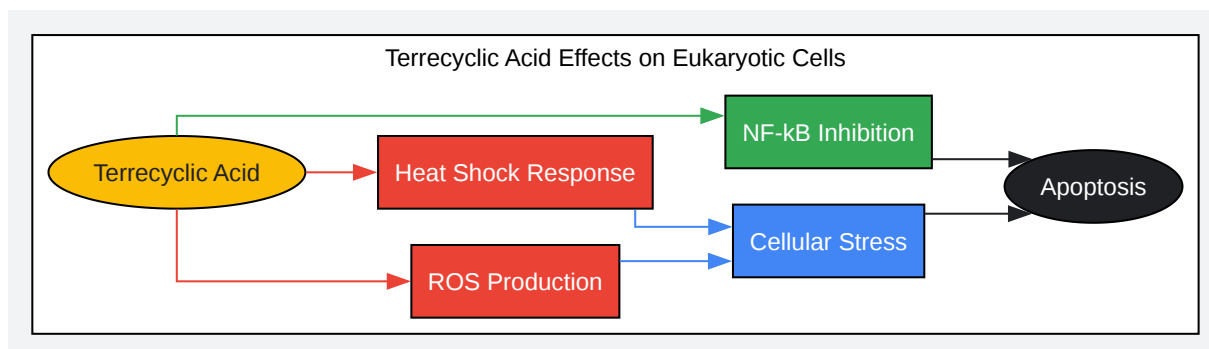 Terrecyclic Acid Effects on Eukaryotic Cells
NF-kB Inhibition
Terrecyclic Acid
Heat Shock Response
Apoptosis
Cellular Stress
ROS Production